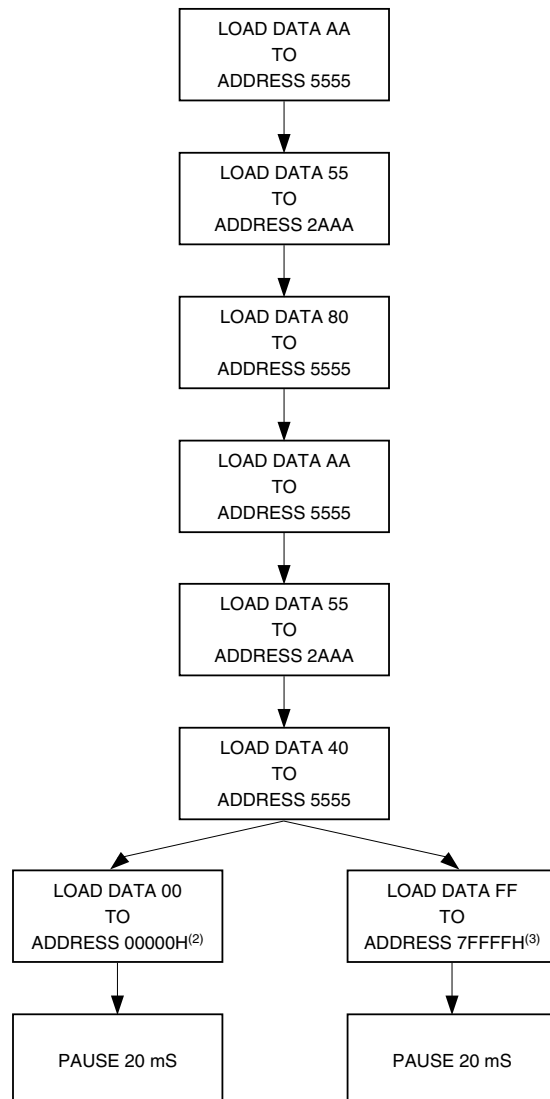 LOAD DATA AA
TO
ADDRESS 5555
LOAD DATA 55
TO
ADDRESS 2AAA
LOAD DATA 80
TO
ADDRESS 5555
LOAD DATA AA
TO
ADDRESS 5555
LOAD DATA 55
TO
ADDRESS 2AAA
LOAD DATA 40
TO
ADDRESS 5555
LOAD DATA 00
TO
ADDRESS 00000H(2)
PAUSE 20 mS
LOAD DATA FF
TO
ADDRESS 7FFFFH(3)
PAUSE 20 mS